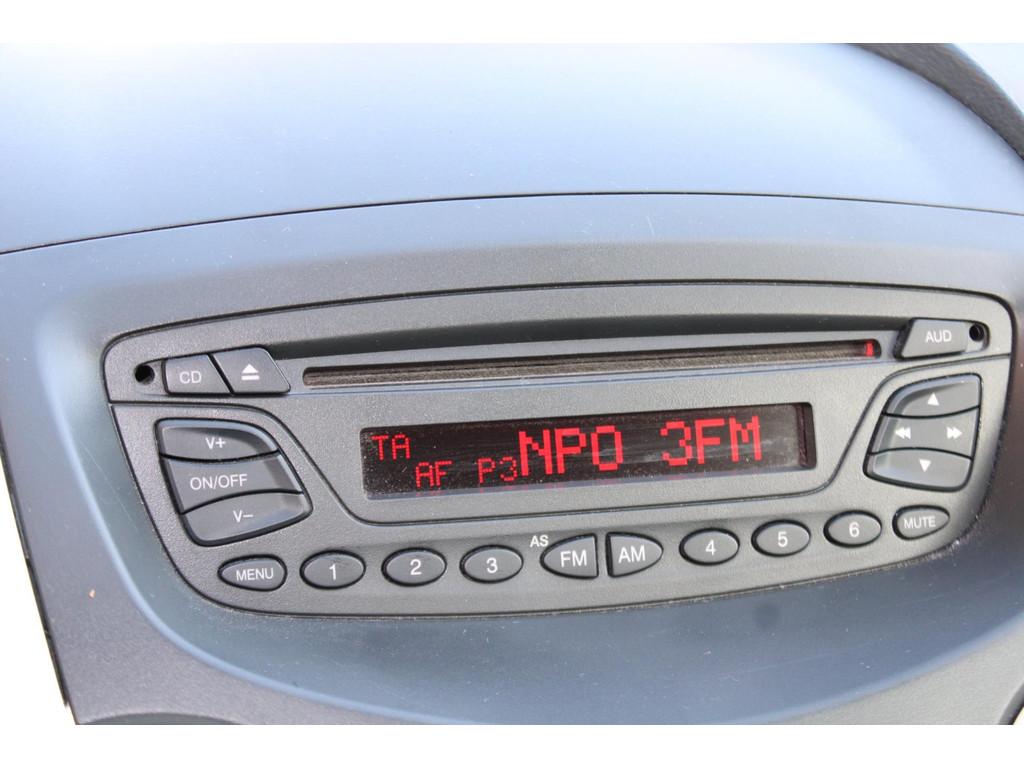 CD
AUD
V+
ON/OFF
V–
TA
AF P3 NPO 3FM
MENU 1 2 3 AS FM AM 4 5 6 MUTE